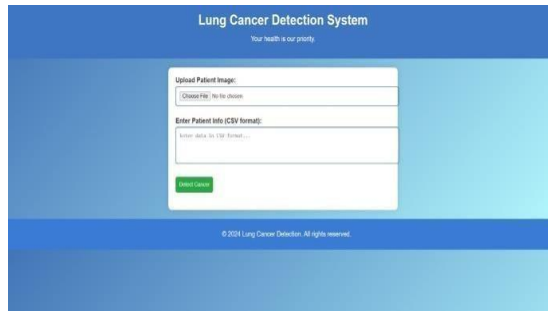 Lung Cancer Detection System
Your health is our priority.
Upload Patient Image:
Choose File No file chosen
Enter Patient Info (CSV format):
Enter data in CSV format...
Detect Cancer
© 2024 Lung Cancer Detection. All rights reserved.